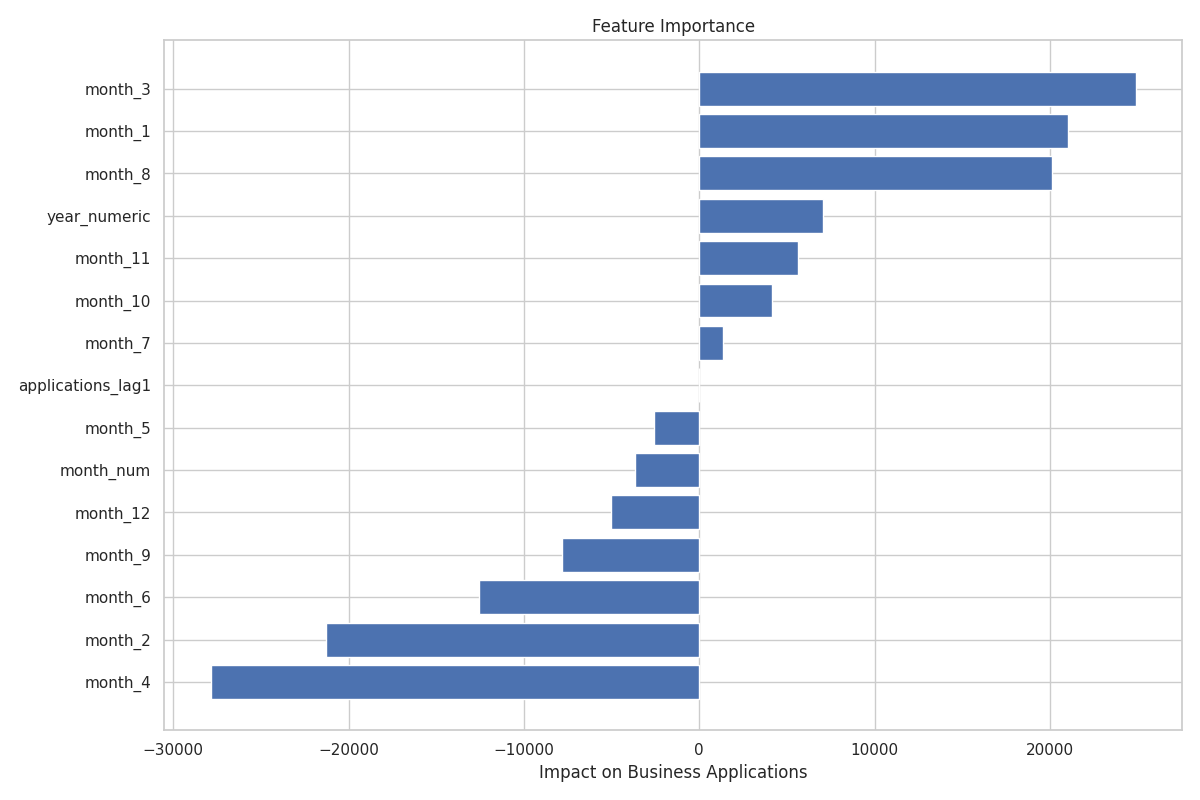 Feature Importance
month_3
month_1
month_8
year_numeric
month_11
month_10
month_7
applications_lag1
month_5
month_num
month_12
month_9
month_6
month_2
month_4
−30000 −20000 −10000 0 10000 20000
Impact on Business Applications